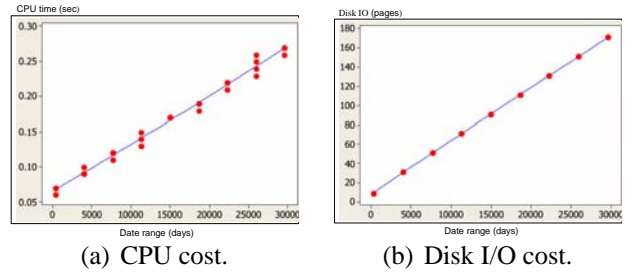 CPU time (sec)
0.30
0.25
0.20
0.15
0.10
0.05
0 5000 10000 15000 20000 25000 30000
Date range (days)
(a) CPU cost.
Disk IO (pages)
180
160
140
120
100
80
60
40
20
0
0 5000 10000 15000 20000 25000 30000
Date range (days)
(b) Disk I/O cost.